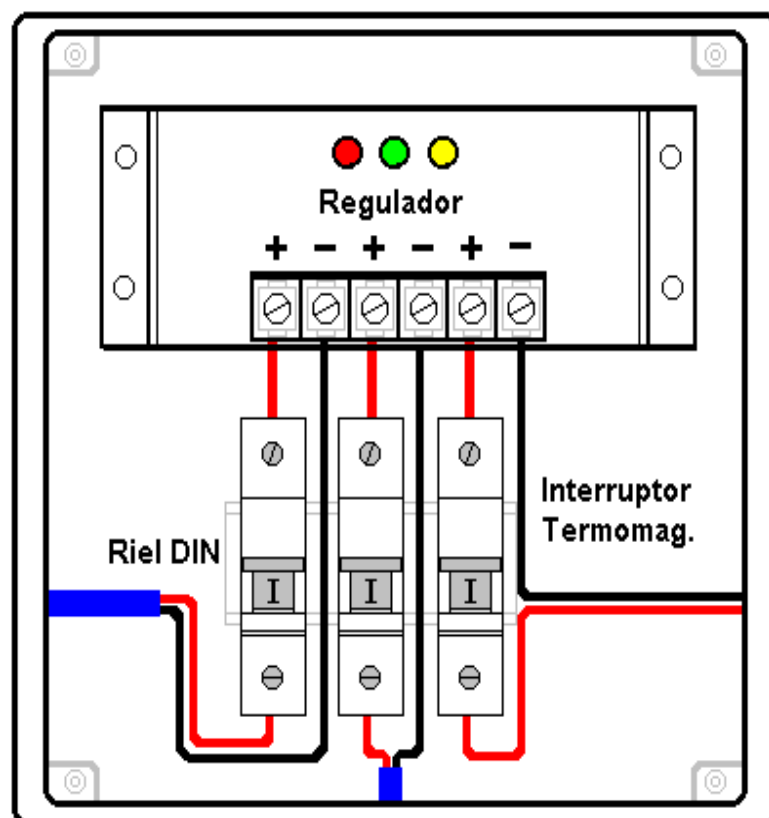 Regulador
+ − + − + −
Interruptor
Termomag.
Riel DIN
I I I